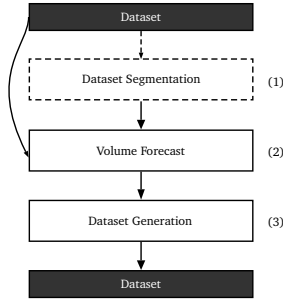 Dataset
Dataset Segmentation (1)
Volume Forecast (2)
Dataset Generation (3)
Dataset